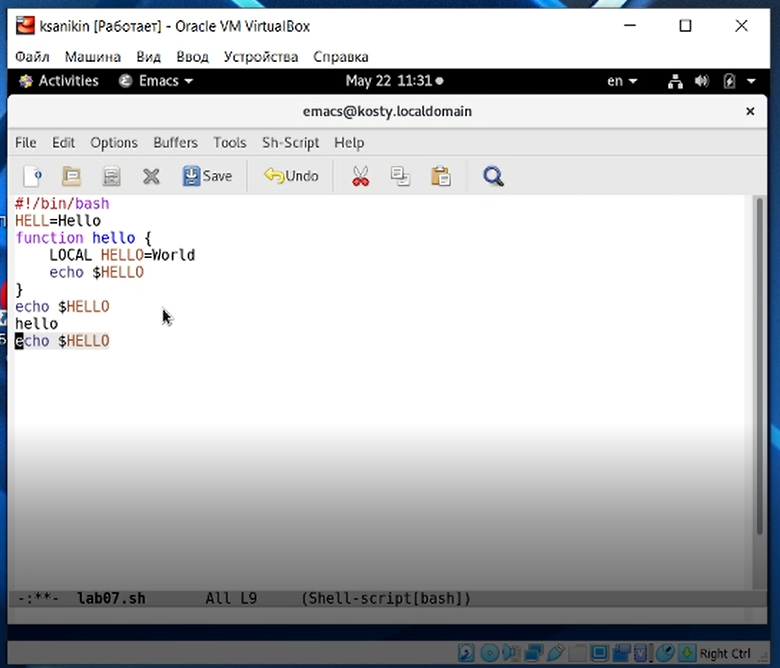 ksanikin [Работает] - Oracle VM VirtualBox
Файл Машина Вид Ввод Устройства Справка
Activities Emacs May 22 11:31 en
emacs@kosty.localdomain
File Edit Options Buffers Tools Sh-Script Help
Save Undo
#!/bin/bash
HELL=Hello
function hello {
    LOCAL HELLO=World
    echo $HELLO
}
echo $HELLO
hello
echo $HELLO
-:**- lab07.sh All L9 (Shell-script[bash])
Right Ctrl